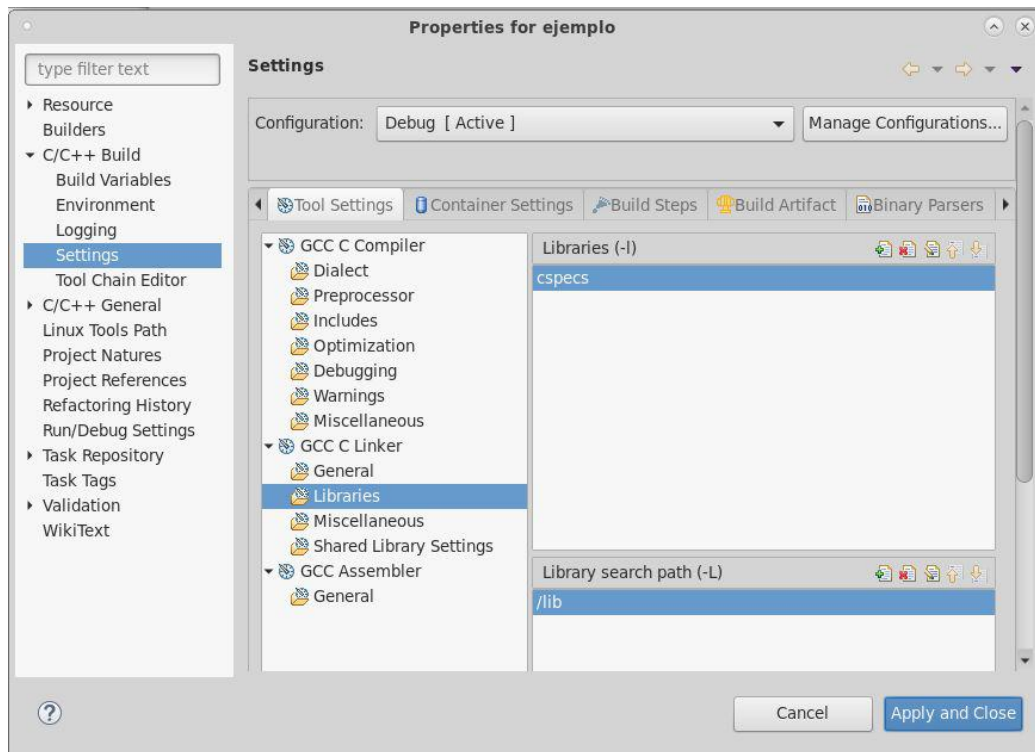 Properties for ejemplo
type filter text
Resource
Builders
C/C++ Build
Build Variables
Environment
Logging
Settings
Tool Chain Editor
C/C++ General
Linux Tools Path
Project Natures
Project References
Refactoring History
Run/Debug Settings
Task Repository
Task Tags
Validation
WikiText
Settings
Configuration: Debug [ Active ] Manage Configurations...
Tool Settings Container Settings Build Steps Build Artifact Binary Parsers
GCC C Compiler
Dialect
Preprocessor
Includes
Optimization
Debugging
Warnings
Miscellaneous
GCC C Linker
General
Libraries
Miscellaneous
Shared Library Settings
GCC Assembler
General
Libraries (-l)
cspecs
Library search path (-L)
/lib
? Cancel Apply and Close